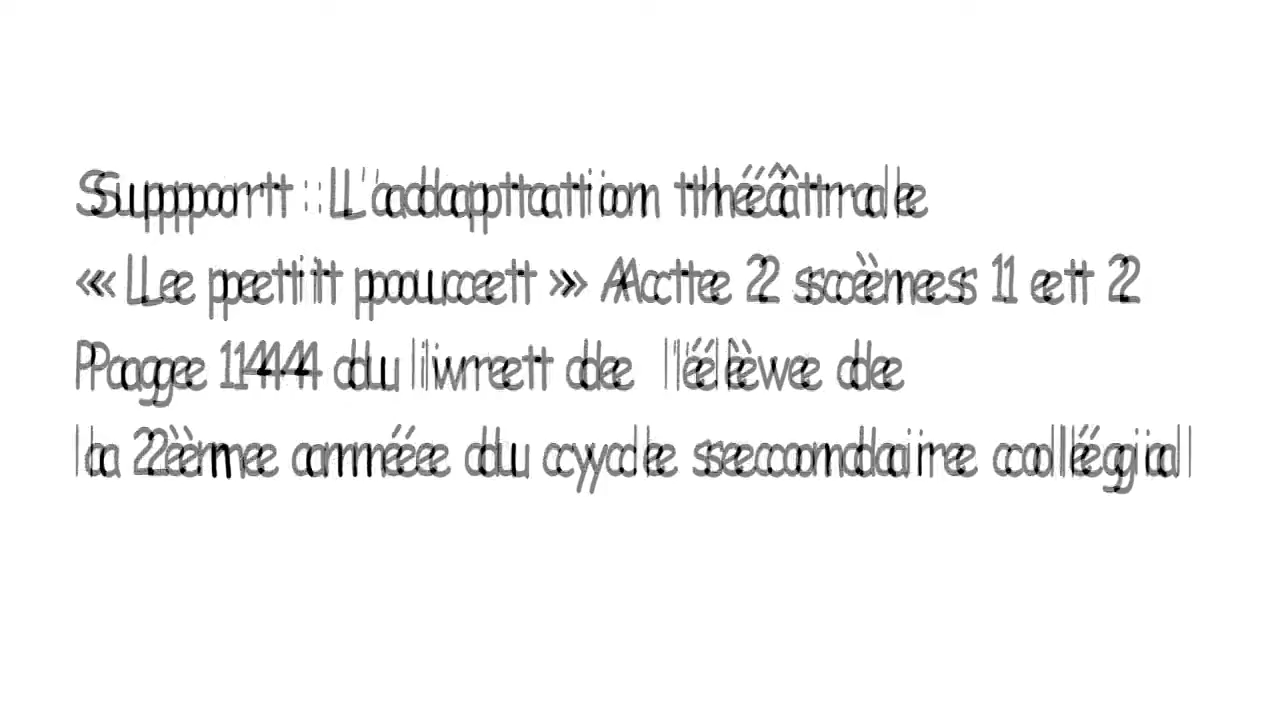 Support : L'adaptation théâtrale
« Le petit poucet » Acte 2 scènes 1 et 2
Page 144 du livret de l'élève de
la 2ème année du cycle secondaire collégial